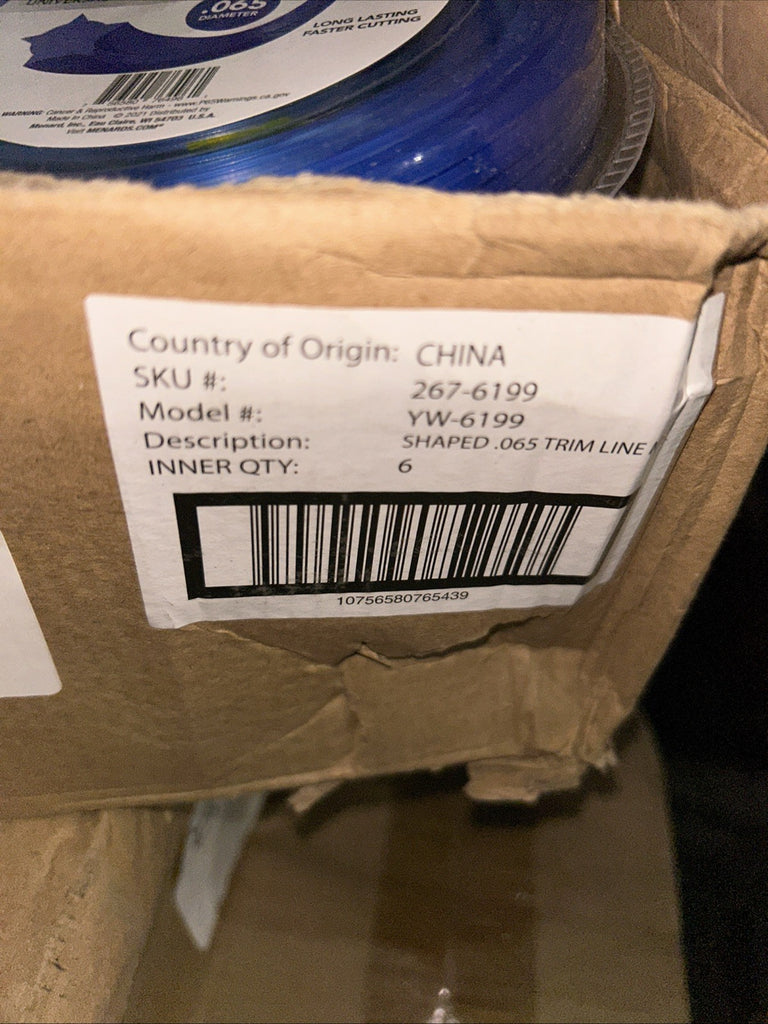 .065
DIAMETER
LONG LASTING
FASTER CUTTING
WARNING: Cancer & Reproductive Harm - www.P65Warnings.ca.gov
Made in China © 2021 Distributed by
Menard, Inc., Eau Claire, WI 54703 U.S.A.
Visit MENARDS.COM®
Country of Origin: CHINA
SKU #: 267-6199
Model #: YW-6199
Description: SHAPED .065 TRIM LINE
INNER QTY: 6
10756580765439